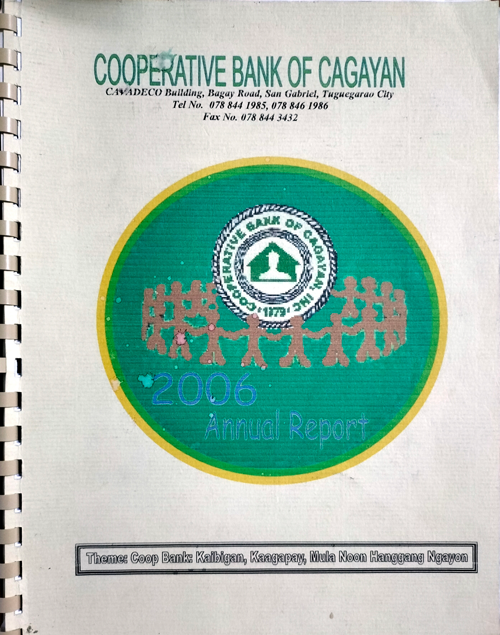 COOPERATIVE BANK OF CAGAYAN
CAVADECO Building, Bagay Road, San Gabriel, Tuguegarao City
Tel No. 078 844 1985, 078 846 1986
Fax No. 078 844 3432
COOPERATIVE BANK OF CAGAYAN, INC
1979
2006
Annual Report
Theme: Coop Bank: Kaibigan, Kaagapay, Mula Noon Hanggang Ngayon